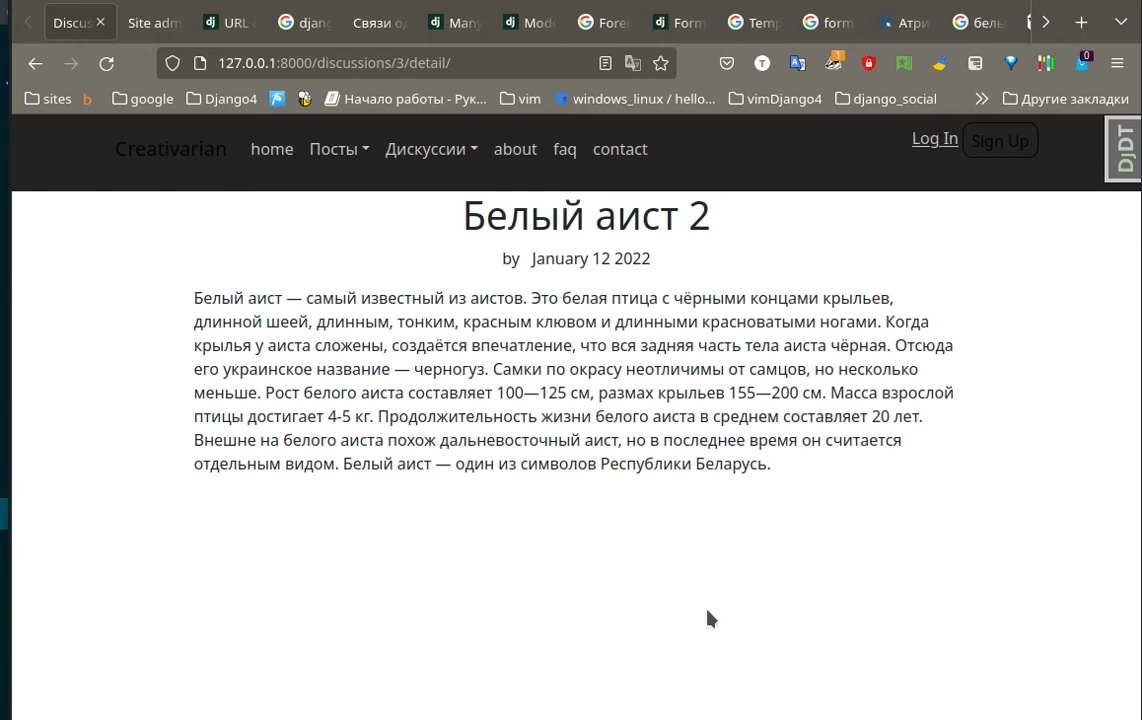 Discus
Site adm
URL
djan
Связи о
Many
Mode
Forei
Form
Temp
form
Атри
белы
127.0.0.1:8000/discussions/3/detail/
1
0
sites
google
Django4
Начало работы - Рук...
vim
windows_linux / hello...
vimDjango4
django_social
Другие закладки
Creativarian home Посты Дискуссии about faq contact Log In Sign Up
DjDT
Белый аист 2
by January 12 2022
Белый аист — самый известный из аистов. Это белая птица с чёрными концами крыльев,
длинной шеей, длинным, тонким, красным клювом и длинными красноватыми ногами. Когда
крылья у аиста сложены, создаётся впечатление, что вся задняя часть тела аиста чёрная. Отсюда
его украинское название — черногуз. Самки по окрасу неотличимы от самцов, но несколько
меньше. Рост белого аиста составляет 100—125 см, размах крыльев 155—200 см. Масса взрослой
птицы достигает 4-5 кг. Продолжительность жизни белого аиста в среднем составляет 20 лет.
Внешне на белого аиста похож дальневосточный аист, но в последнее время он считается
отдельным видом. Белый аист — один из символов Республики Беларусь.